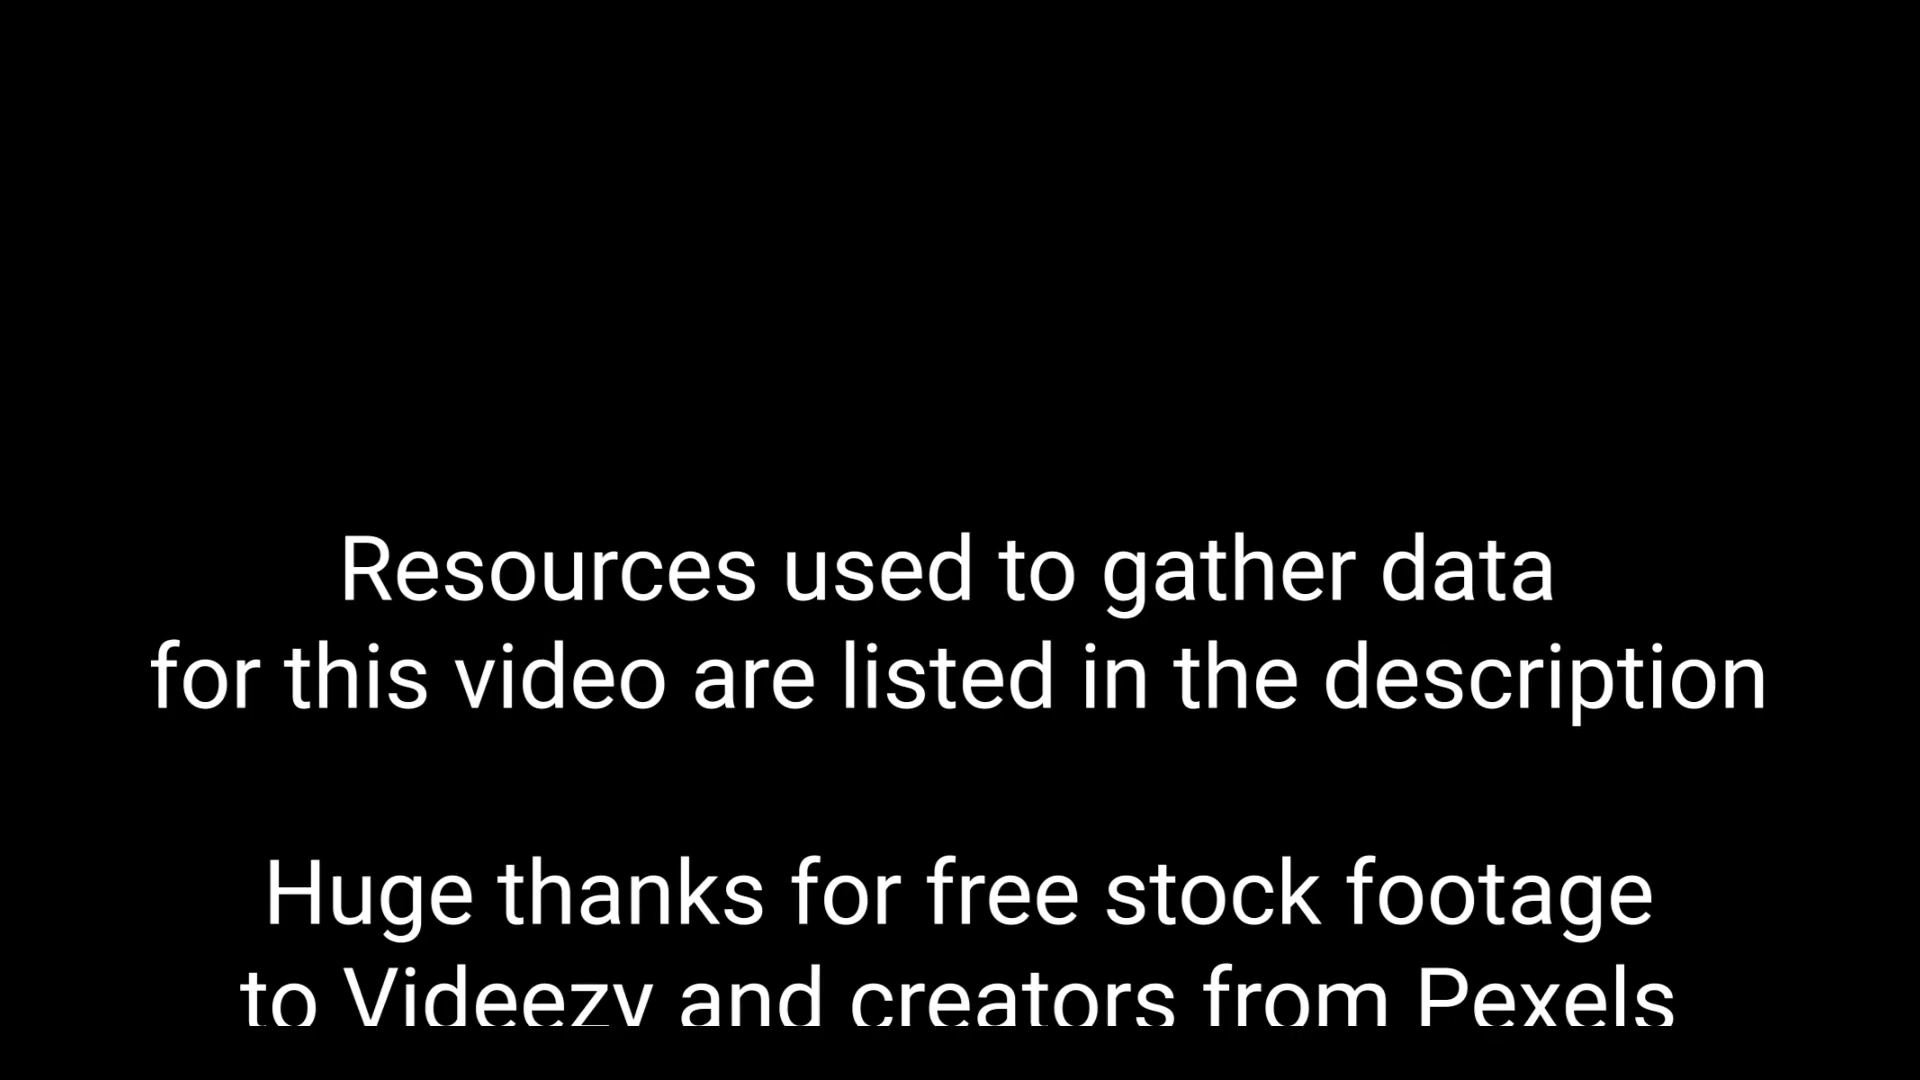 Resources used to gather data
for this video are listed in the description
Huge thanks for free stock footage
to Videezy and creators from Pexels